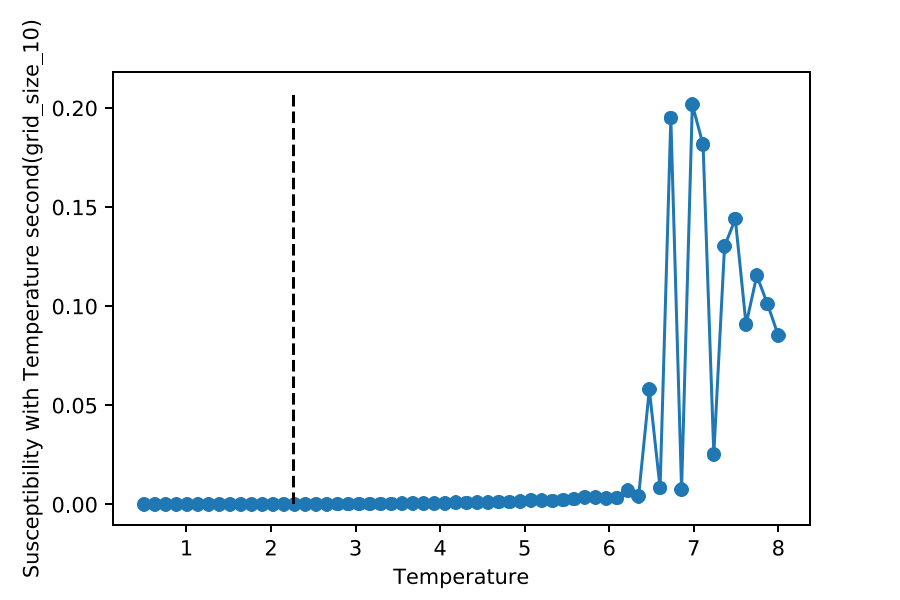 Susceptibility with Temperature second(grid_size_10)
0.20
0.15
0.10
0.05
0.00
1 2 3 4 5 6 7 8
Temperature